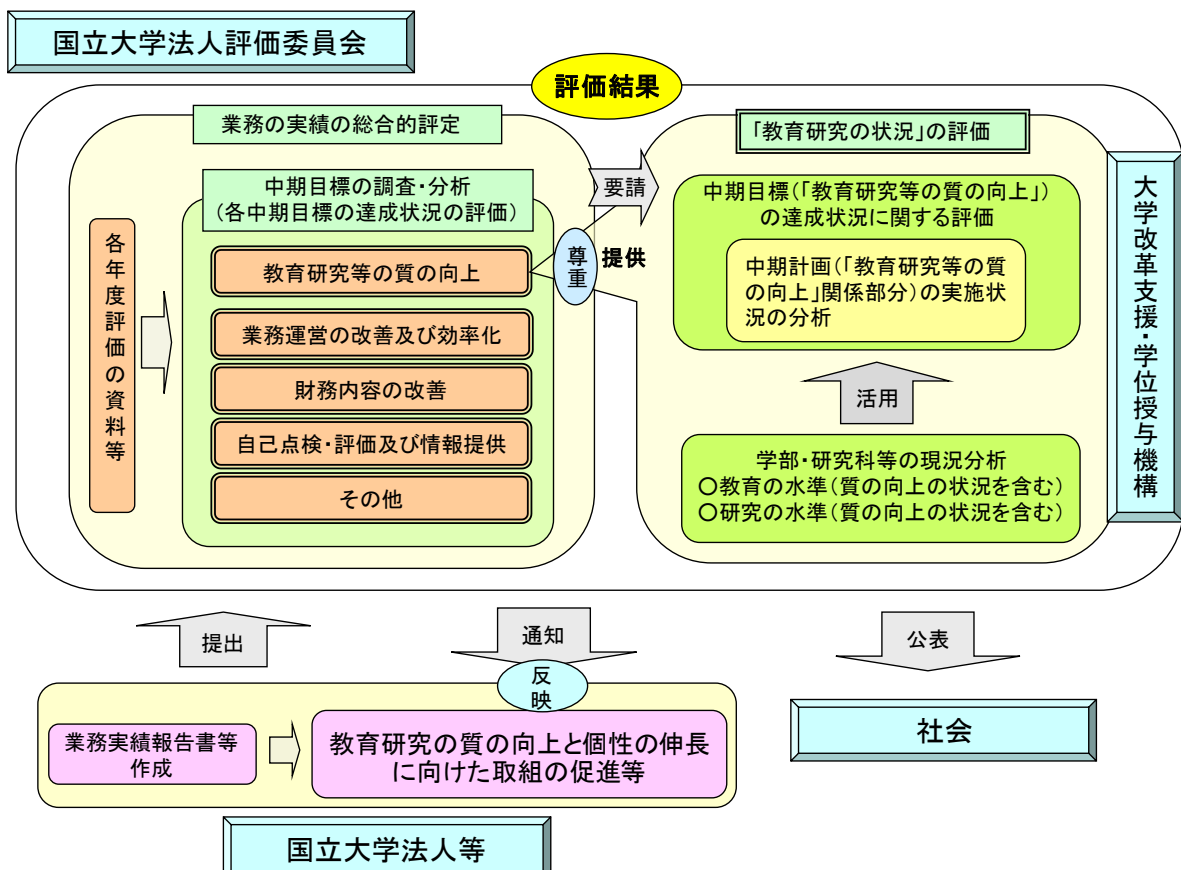 国立大学法人評価委員会
評価結果
業務の実績の総合的評定
「教育研究の状況」の評価
中期目標の調査・分析
(各中期目標の達成状況の評価)
各年度評価の資料等
教育研究等の質の向上
業務運営の改善及び効率化
財務内容の改善
自己点検・評価及び情報提供
その他
要請
尊重
提供
中期目標(「教育研究等の質の向上」)
の達成状況に関する評価
中期計画(「教育研究等の質
の向上」関係部分)の実施状
況の分析
活用
学部・研究科等の現況分析
○教育の水準(質の向上の状況を含む)
○研究の水準(質の向上の状況を含む)
大学改革支援・学位授与機構
提出
通知
公表
反
映
業務実績報告書等
作成
教育研究の質の向上と個性の伸長
に向けた取組の促進等
社会
国立大学法人等